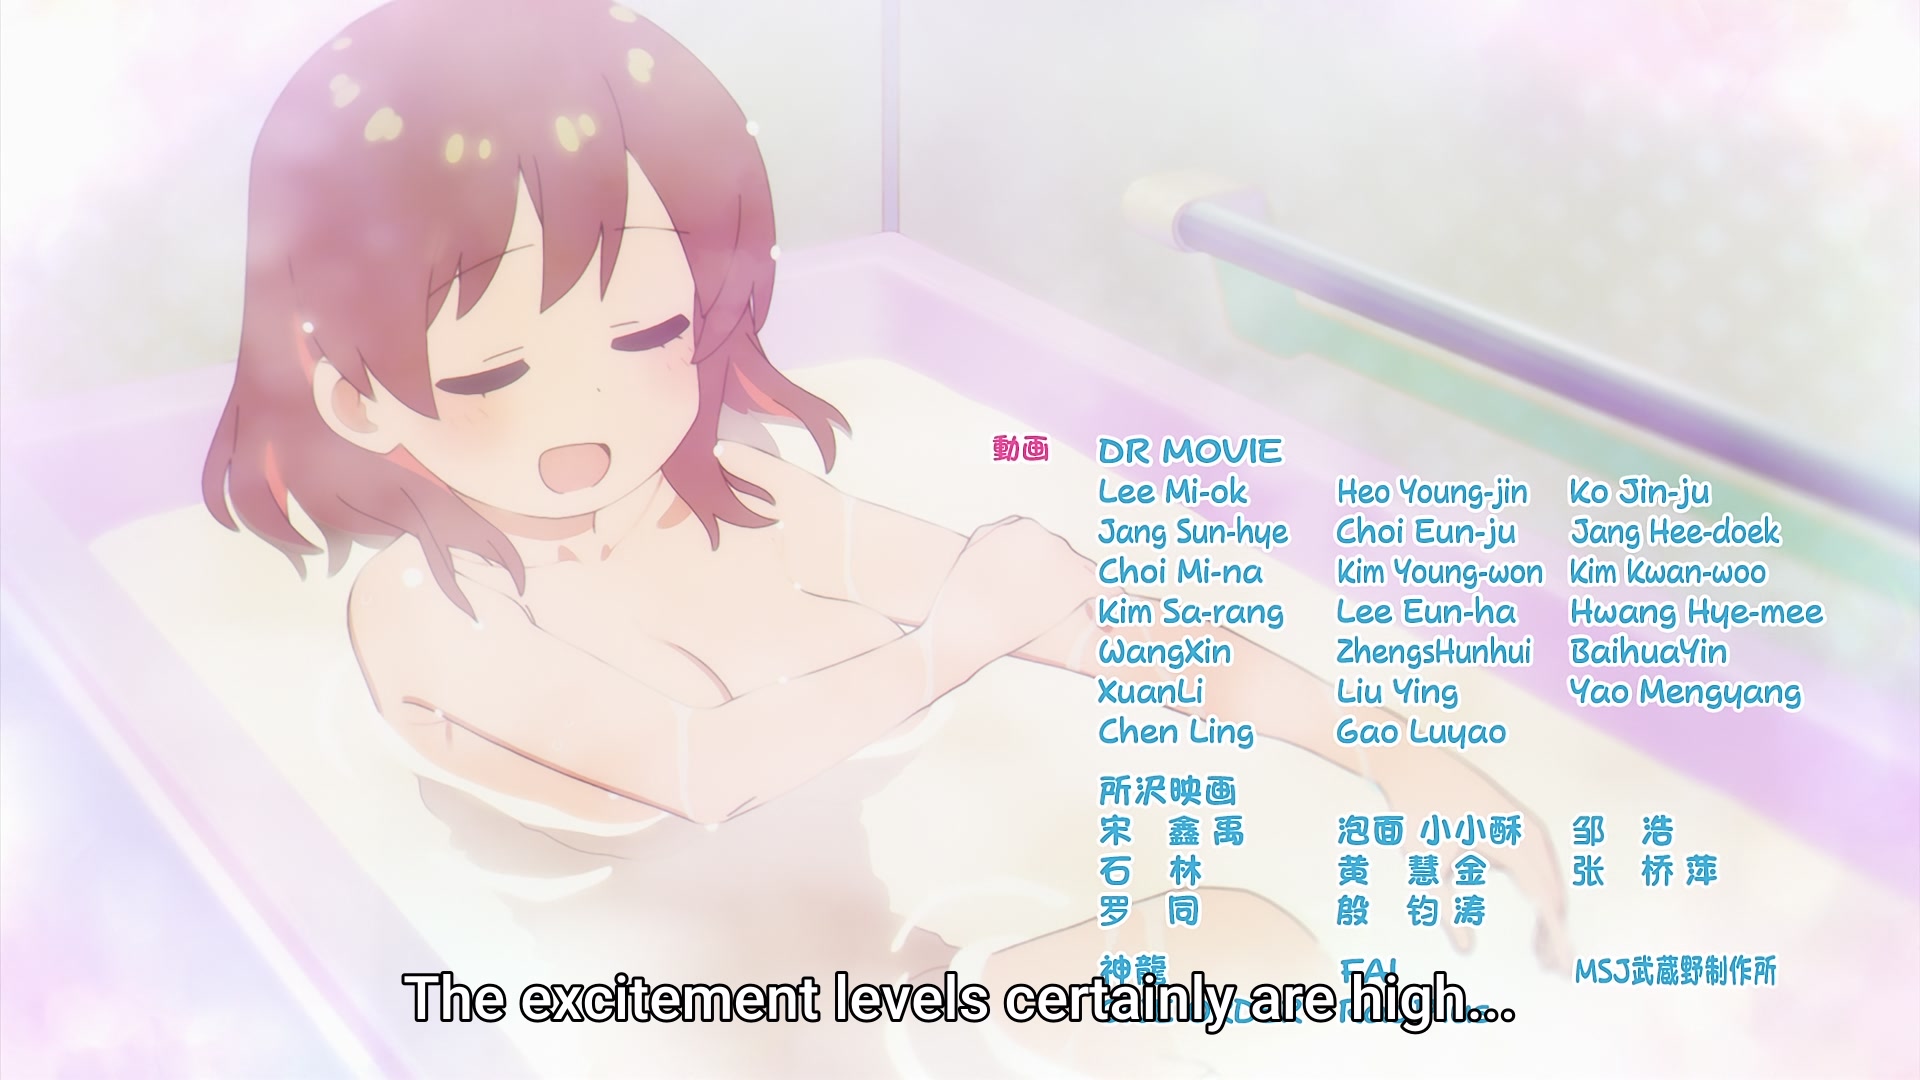 動画 DR MOVIE
Lee Mi-ok Heo Young-jin Ko Jin-ju
Jang Sun-hye Choi Eun-ju Jang Hee-doek
Choi Mi-na Kim Young-won Kim Kwan-woo
Kim Sa-rang Lee Eun-ha Hwang Hye-mee
WangXin ZhengsHunhui BaihuaYin
XuanLi Liu Ying Yao Mengyang
Chen Ling Gao Luyao
所沢映画
宋 鑫禹 泡面 小小酥 邹 浩
石 林 黄 慧金 张 桥萍
罗 同 殷 钧涛
神龍 FAI MSJ武蔵野制作所
The excitement levels certainly are high...